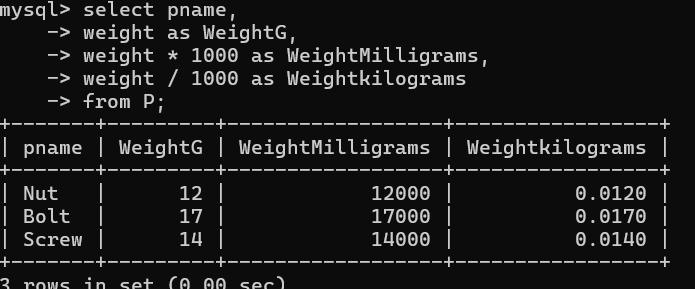 mysql> select pname,
    -> weight as WeightG,
    -> weight * 1000 as WeightMilligrams,
    -> weight / 1000 as Weightkilograms
    -> from P;
+-------+---------+------------------+-----------------+
| pname | WeightG | WeightMilligrams | Weightkilograms |
+-------+---------+------------------+-----------------+
| Nut   |      12 |            12000 |          0.0120 |
| Bolt  |      17 |            17000 |          0.0170 |
| Screw |      14 |            14000 |          0.0140 |
+-------+---------+------------------+-----------------+
3 rows in set (0.00 sec)